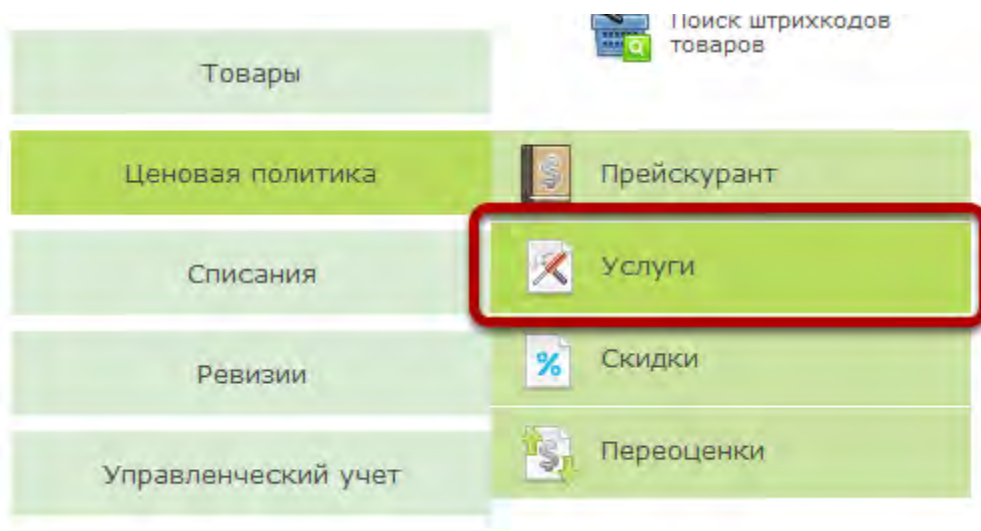 Поиск штрихкодов
товаров
Товары
Ценовая политика
Прейскурант
Списания
Услуги
Ревизии
Скидки
Управленческий учет
Переоценки